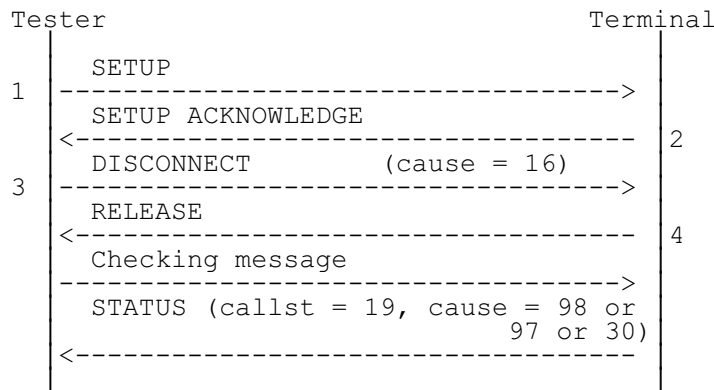 Tester Terminal
SETUP
1
SETUP ACKNOWLEDGE
2
DISCONNECT (cause = 16)
3
RELEASE
4
Checking message
STATUS (callst = 19, cause = 98 or
97 or 30)